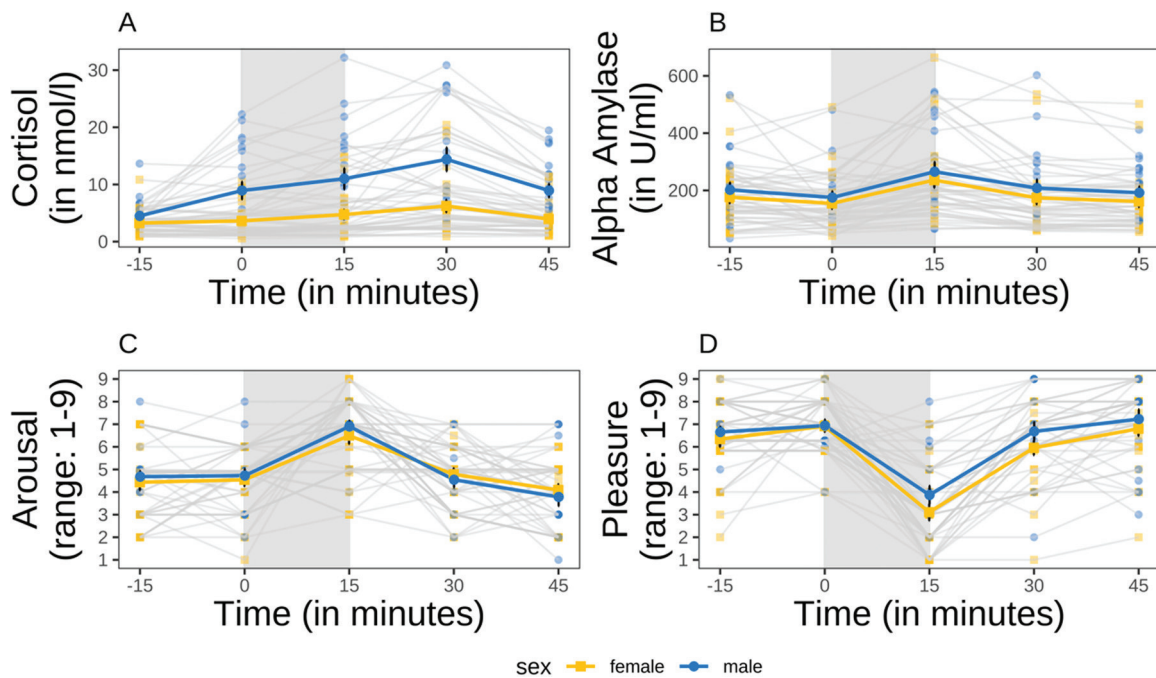 A
Cortisol
(in nmol/l)
30
20
10
0
-15 0 15 30 45
Time (in minutes)
B
Alpha Amylase
(in U/ml)
600
400
200
-15 0 15 30 45
Time (in minutes)
C
Arousal
(range: 1-9)
9
8
7
6
5
4
3
2
1
-15 0 15 30 45
Time (in minutes)
D
Pleasure
(range: 1-9)
9
8
7
6
5
4
3
2
1
-15 0 15 30 45
Time (in minutes)
sex female male